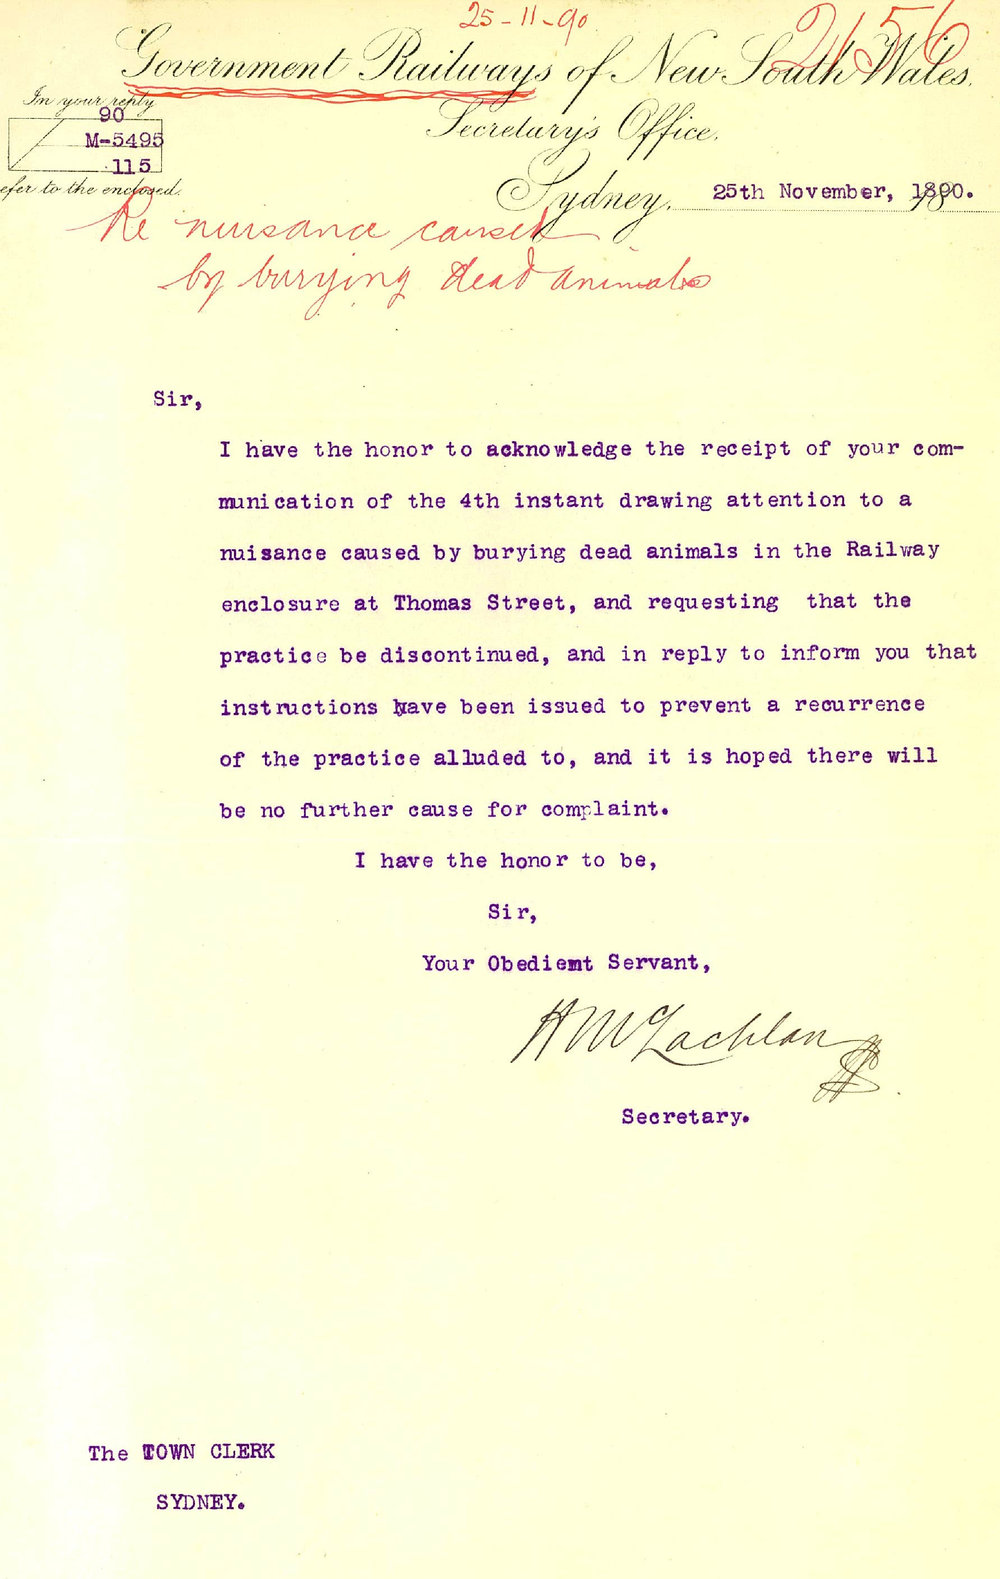 25-11-90
2156
Government Railways of New South Wales.
Secretary's Office.
In your reply
90
M-5495
115
refer to the enclosed.
Sydney, 25th November, 1890.
Re nuisance caused
by burying dead animals
Sir,
I have the honor to acknowledge the receipt of your com-
munication of the 4th instant drawing attention to a
nuisance caused by burying dead animals in the Railway
enclosure at Thomas Street, and requesting that the
practice be discontinued, and in reply to inform you that
instructions have been issued to prevent a recurrence
of the practice alluded to, and it is hoped there will
be no further cause for complaint.
I have the honor to be,
Sir,
Your Obediemt Servant,
H McLachlan
Secretary.
The TOWN CLERK
SYDNEY.